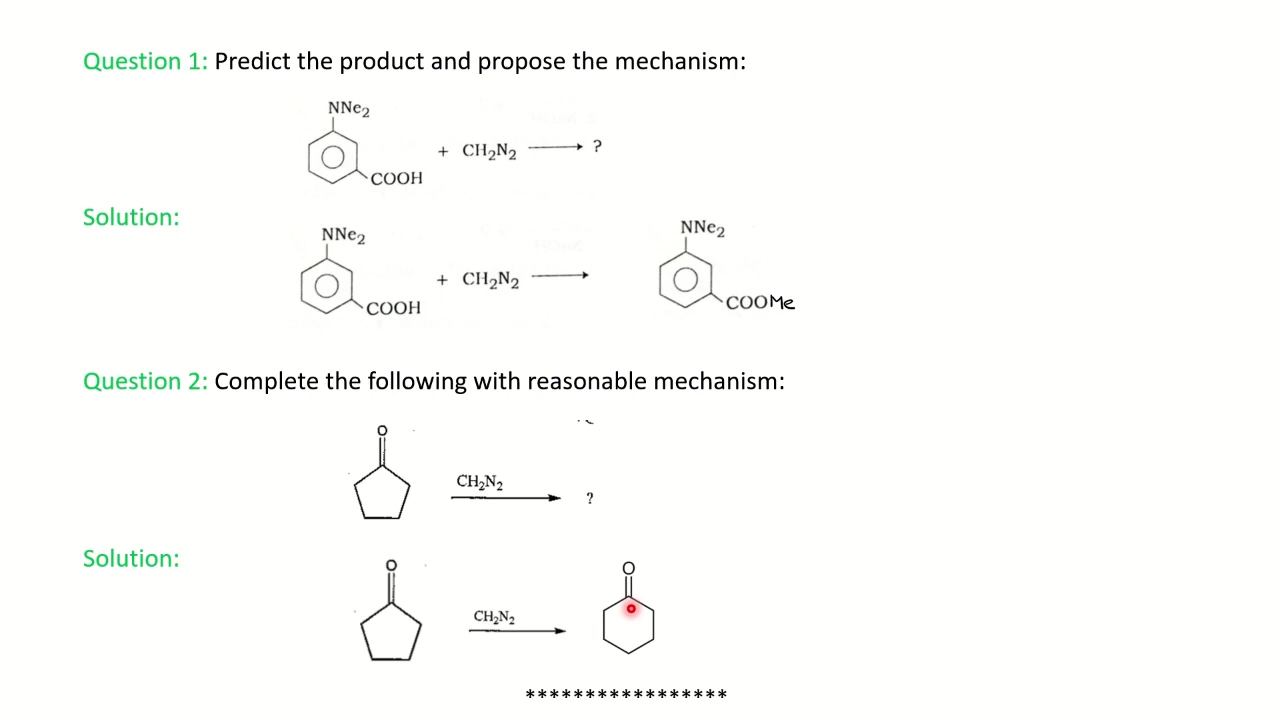 Question 1: Predict the product and propose the mechanism:
NNe₂
+ CH₂N₂ → ?
COOH
Solution:
NNe₂ NNe₂
+ CH₂N₂ →
COOH COOMe
Question 2: Complete the following with reasonable mechanism:
O
CH₂N₂
?
Solution:
O O
CH₂N₂
*****************